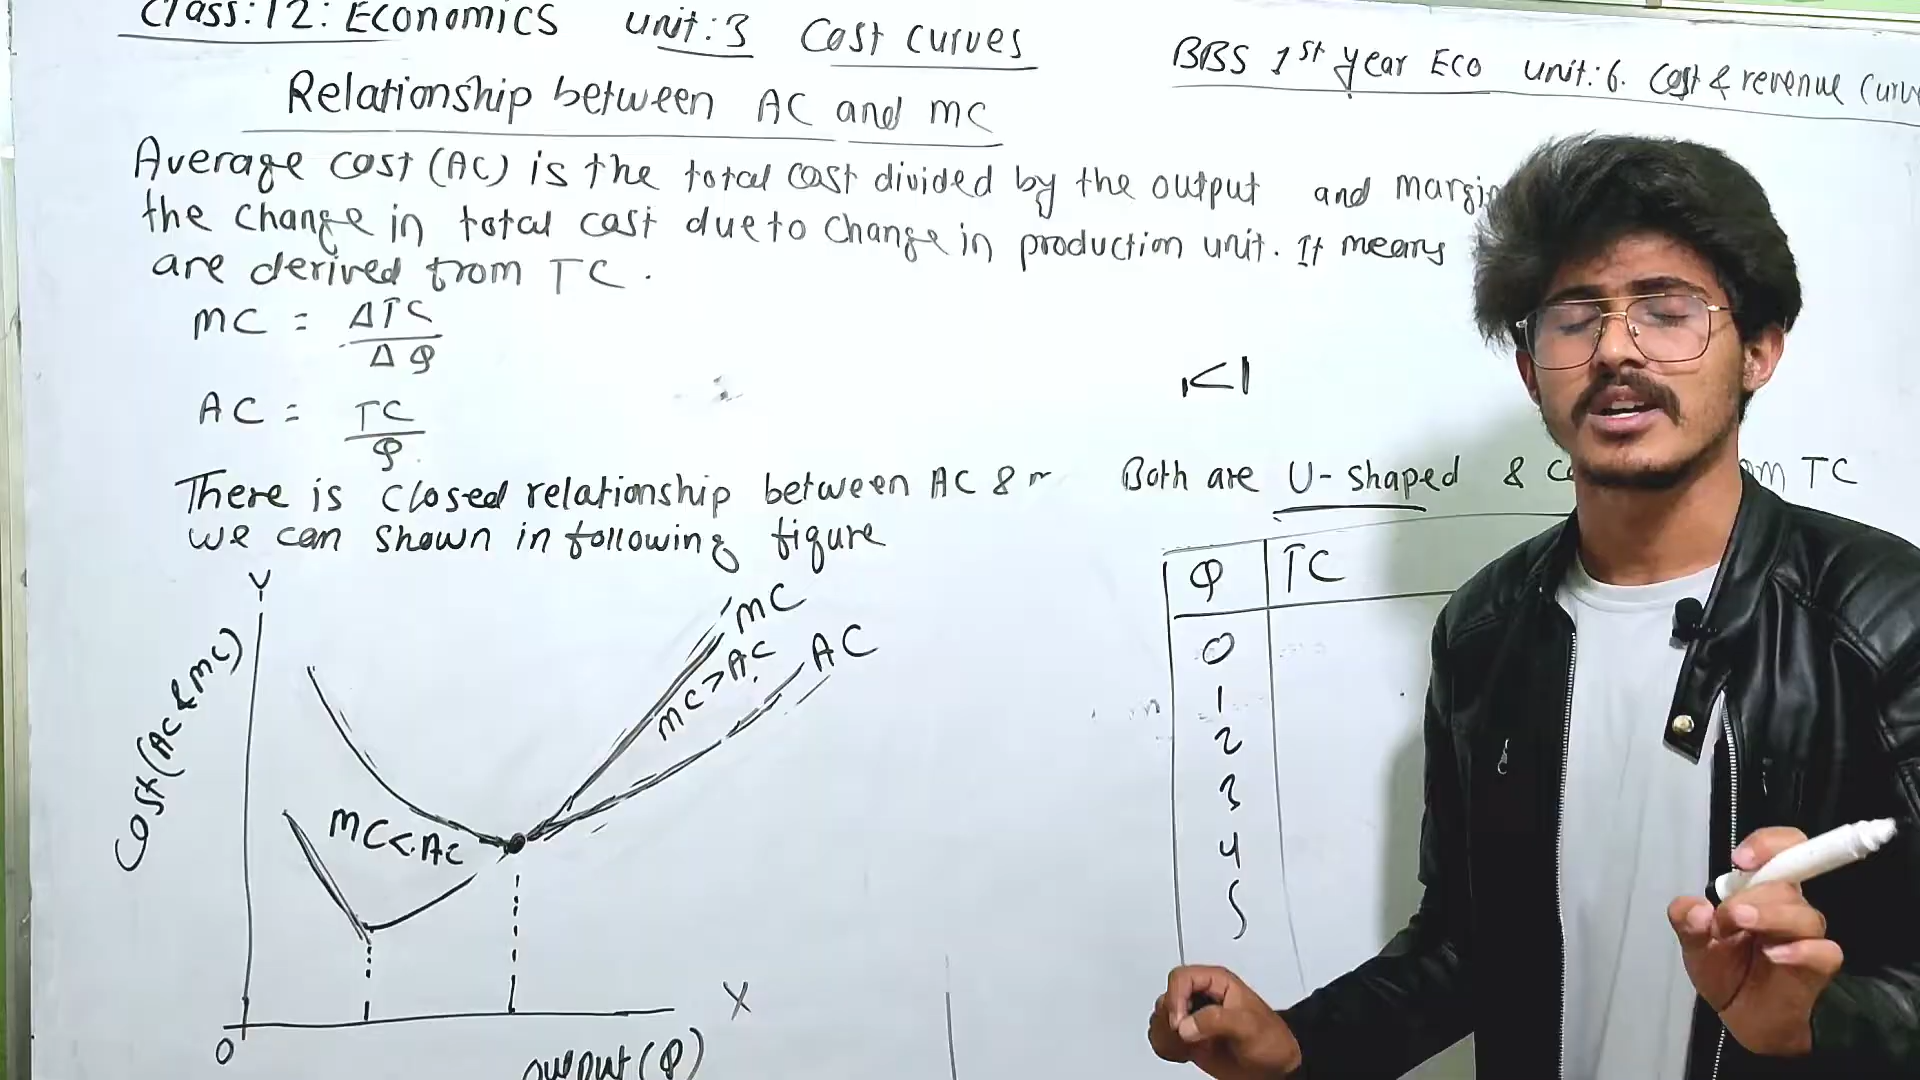 Class:12: Economics unit:3 Cost curves
BBS 1st year Eco unit:6. Cost & revenue
Relationship between AC and mC
Average cost (AC) is the total cost divided by the output and
the change in total cost due to change in production unit. It means
are derived from TC.
mC = ΔTC
ΔQ
AC = TC
Q
<1
There is closed relationship between AC &
we can shown in following figure
Both are U-shaped & TC
Q TC
0
1
2
3
4
5
Y
Cost(AC & mC)
mC
mC>AC
AC
mC<AC
X
0
output(Q)